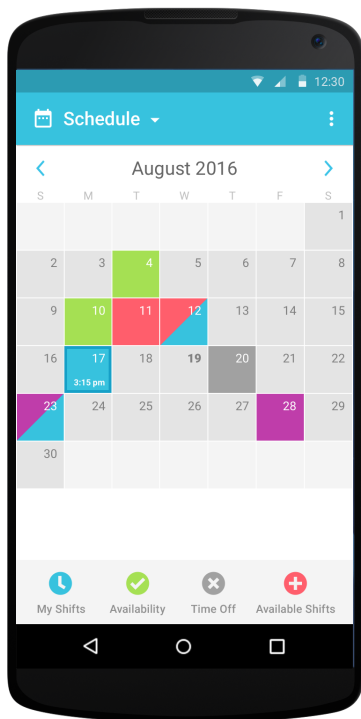 12:30
Schedule
August 2016
S M T W T F S
1
2 3 4 5 6 7 8
9 10 11 12 13 14 15
16 17 18 19 20 21 22
3:15 pm
23 24 25 26 27 28 29
30
My Shifts Availability Time Off Available Shifts